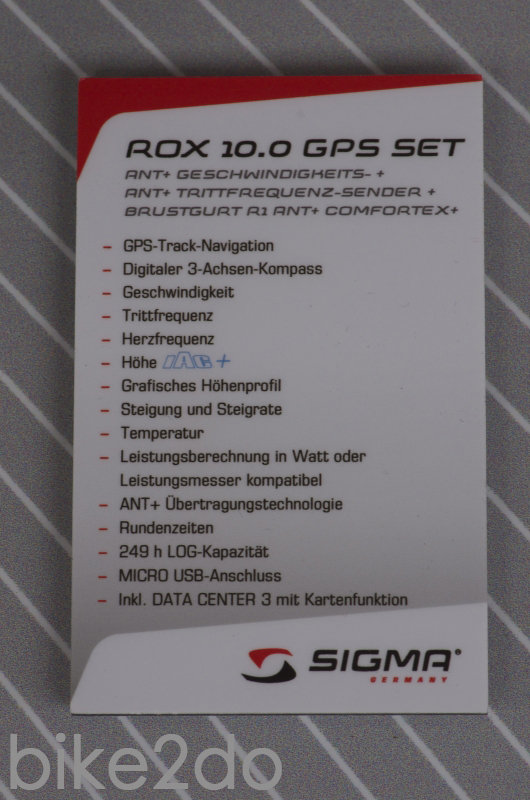 ROX 10.0 GPS SET
ANT+ GESCHWINDIGKEITS- +
ANT+ TRITTFREQUENZ-SENDER +
BRUSTGURT R1 ANT+ COMFORTEX+
– GPS-Track-Navigation
– Digitaler 3-Achsen-Kompass
– Geschwindigkeit
– Trittfrequenz
– Herzfrequenz
– Höhe IAC+
– Grafisches Höhenprofil
– Steigung und Steigrate
– Temperatur
– Leistungsberechnung in Watt oder
Leistungsmesser kompatibel
– ANT+ Übertragungstechnologie
– Rundenzeiten
– 249 h LOG-Kapazität
– MICRO USB-Anschluss
– Inkl. DATA CENTER 3 mit Kartenfunktion
SIGMA®
GERMANY
bike2do